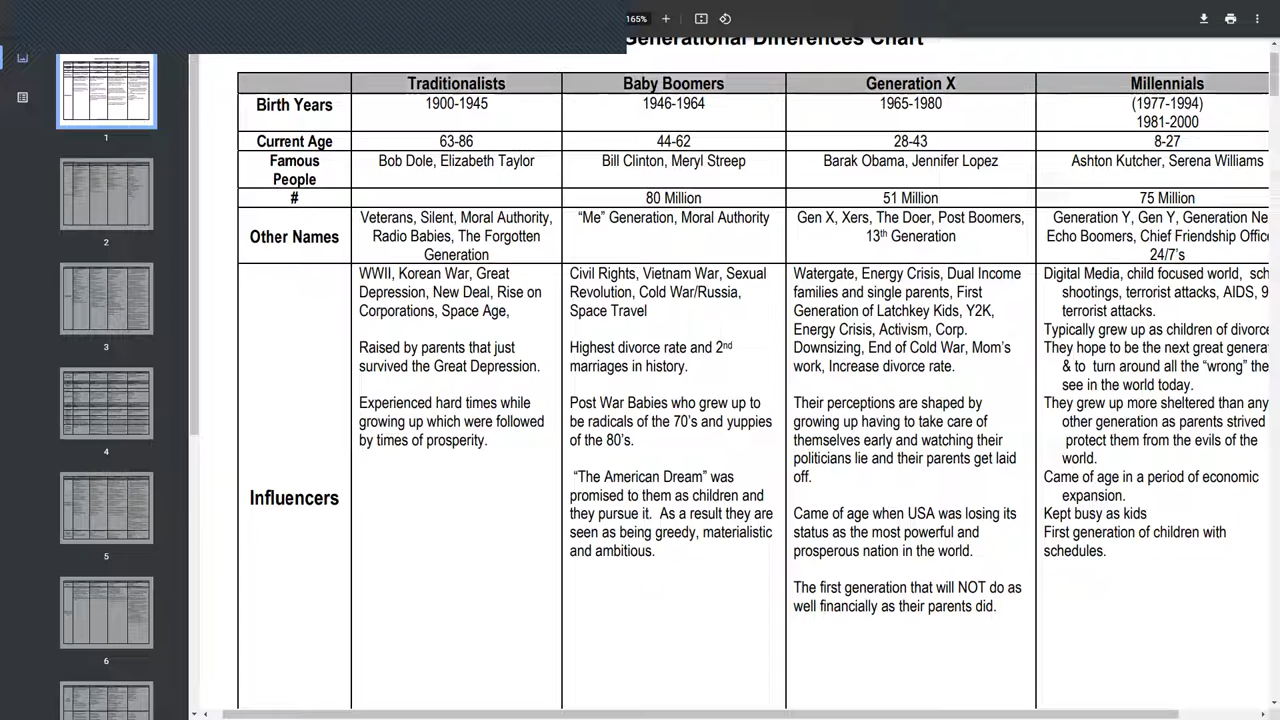 165%
Generational Differences Chart
Traditionalists
Baby Boomers
Generation X
Millennials
Birth Years
1900-1945
1946-1964
1965-1980
(1977-1994)
1981-2000
Current Age
63-86
44-62
28-43
8-27
Famous
People
Bob Dole, Elizabeth Taylor
Bill Clinton, Meryl Streep
Barak Obama, Jennifer Lopez
Ashton Kutcher, Serena Williams
#
80 Million
51 Million
75 Million
Other Names
Veterans, Silent, Moral Authority,
Radio Babies, The Forgotten
Generation
“Me” Generation, Moral Authority
Gen X, Xers, The Doer, Post Boomers,
13th Generation
Generation Y, Gen Y, Generation
Echo Boomers, Chief Friendship
24/7’s
Influencers
WWII, Korean War, Great
Depression, New Deal, Rise on
Corporations, Space Age,
Raised by parents that just
survived the Great Depression.
Experienced hard times while
growing up which were followed
by times of prosperity.
Civil Rights, Vietnam War, Sexual
Revolution, Cold War/Russia,
Space Travel
Highest divorce rate and 2nd
marriages in history.
Post War Babies who grew up to
be radicals of the 70’s and yuppies
of the 80’s.
“The American Dream” was
promised to them as children and
they pursue it. As a result they are
seen as being greedy, materialistic
and ambitious.
Watergate, Energy Crisis, Dual Income
families and single parents, First
Generation of Latchkey Kids, Y2K,
Energy Crisis, Activism, Corp.
Downsizing, End of Cold War, Mom’s
work, Increase divorce rate.
Their perceptions are shaped by
growing up having to take care of
themselves early and watching their
politicians lie and their parents get laid
off.
Came of age when USA was losing its
status as the most powerful and
prosperous nation in the world.
The first generation that will NOT do as
well financially as their parents did.
Digital Media, child focused world,
shootings, terrorist attacks, AIDS,
terrorist attacks.
Typically grew up as children of
They hope to be the next great
& to turn around all the “wrong”
see in the world today.
They grew up more sheltered than any
other generation as parents strived
protect them from the evils of the
world.
Came of age in a period of economic
expansion.
Kept busy as kids
First generation of children with
schedules.
1
2
3
4
5
6